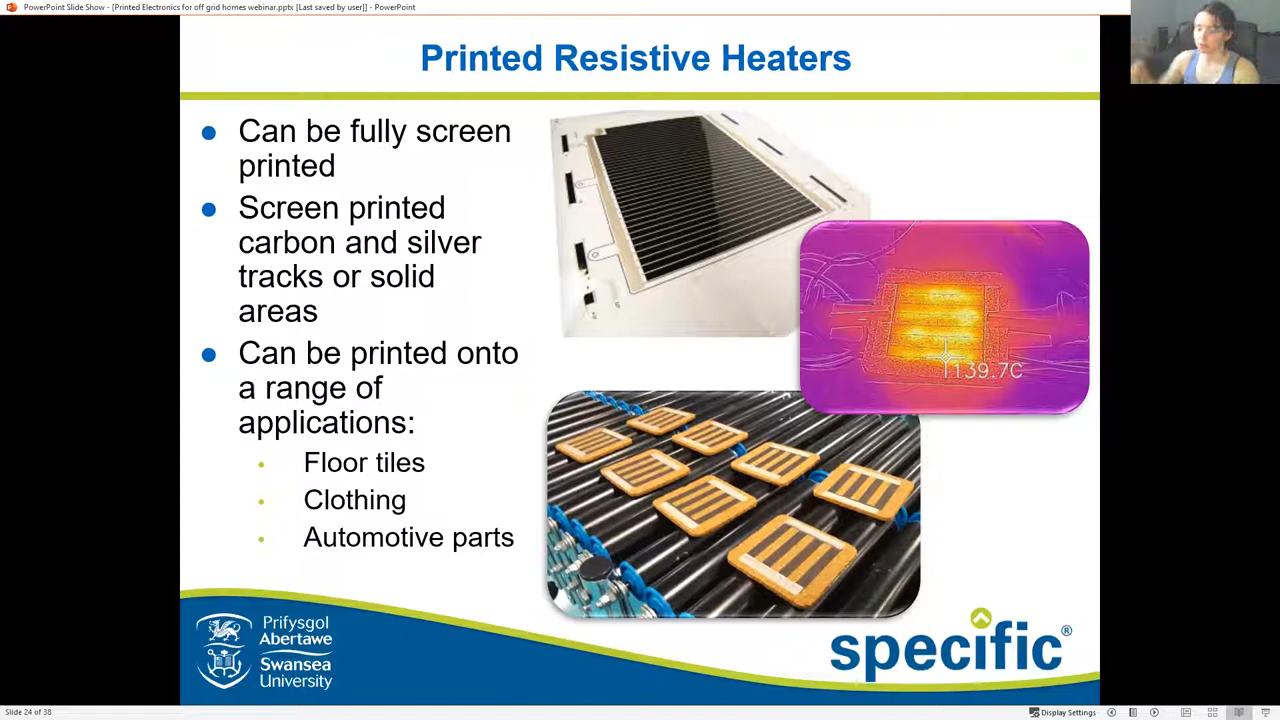 PowerPoint Slide Show - [Printed Electronics for off grid homes webinar.pptx [Last saved by user]] - PowerPoint
Printed Resistive Heaters
Can be fully screen
printed
Screen printed
carbon and silver
tracks or solid
areas
Can be printed onto
a range of
applications:
Floor tiles
Clothing
Automotive parts
139.7C
Prifysgol
Abertawe
Swansea
University
specific®
Slide 24 of 38
Display Settings